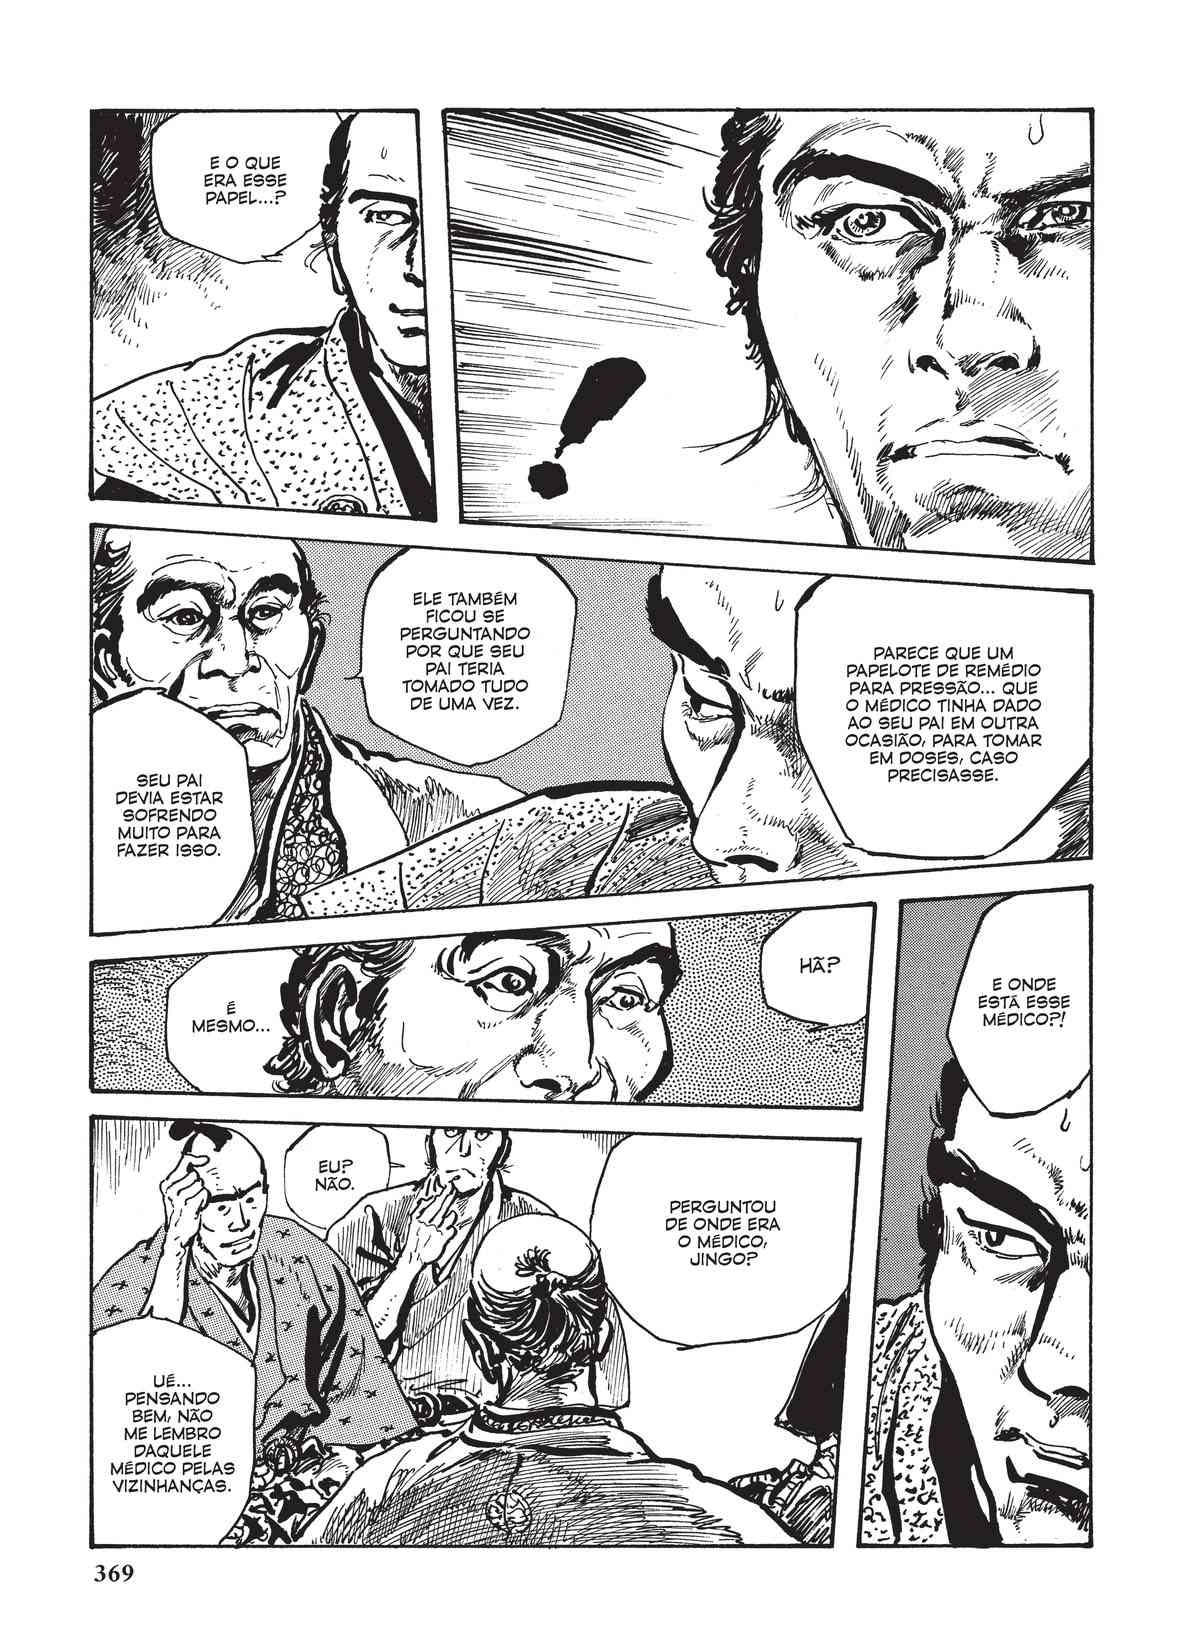 !
E O QUE
ERA ESSE
PAPEL...?
PARECE QUE UM
PAPELOTE DE REMÉDIO
PARA PRESSÃO... QUE
O MÉDICO TINHA DADO
AO SEU PAI EM OUTRA
OCASIÃO, PARA TOMAR
EM DOSES, CASO
PRECISASSE.
ELE TAMBÉM
FICOU SE
PERGUNTANDO
POR QUE SEU
PAI TERIA
TOMADO TUDO
DE UMA VEZ.
SEU PAI
DEVIA ESTAR
SOFRENDO
MUITO PARA
FAZER ISSO.
E ONDE
ESTÁ ESSE
MÉDICO?!
HÃ?
É
MESMO...
PERGUNTOU
DE ONDE ERA
O MÉDICO,
JINGO?
EU?
NÃO.
UÉ...
PENSANDO
BEM, NÃO
ME LEMBRO
DAQUELE
MÉDICO PELAS
VIZINHANÇAS.
369